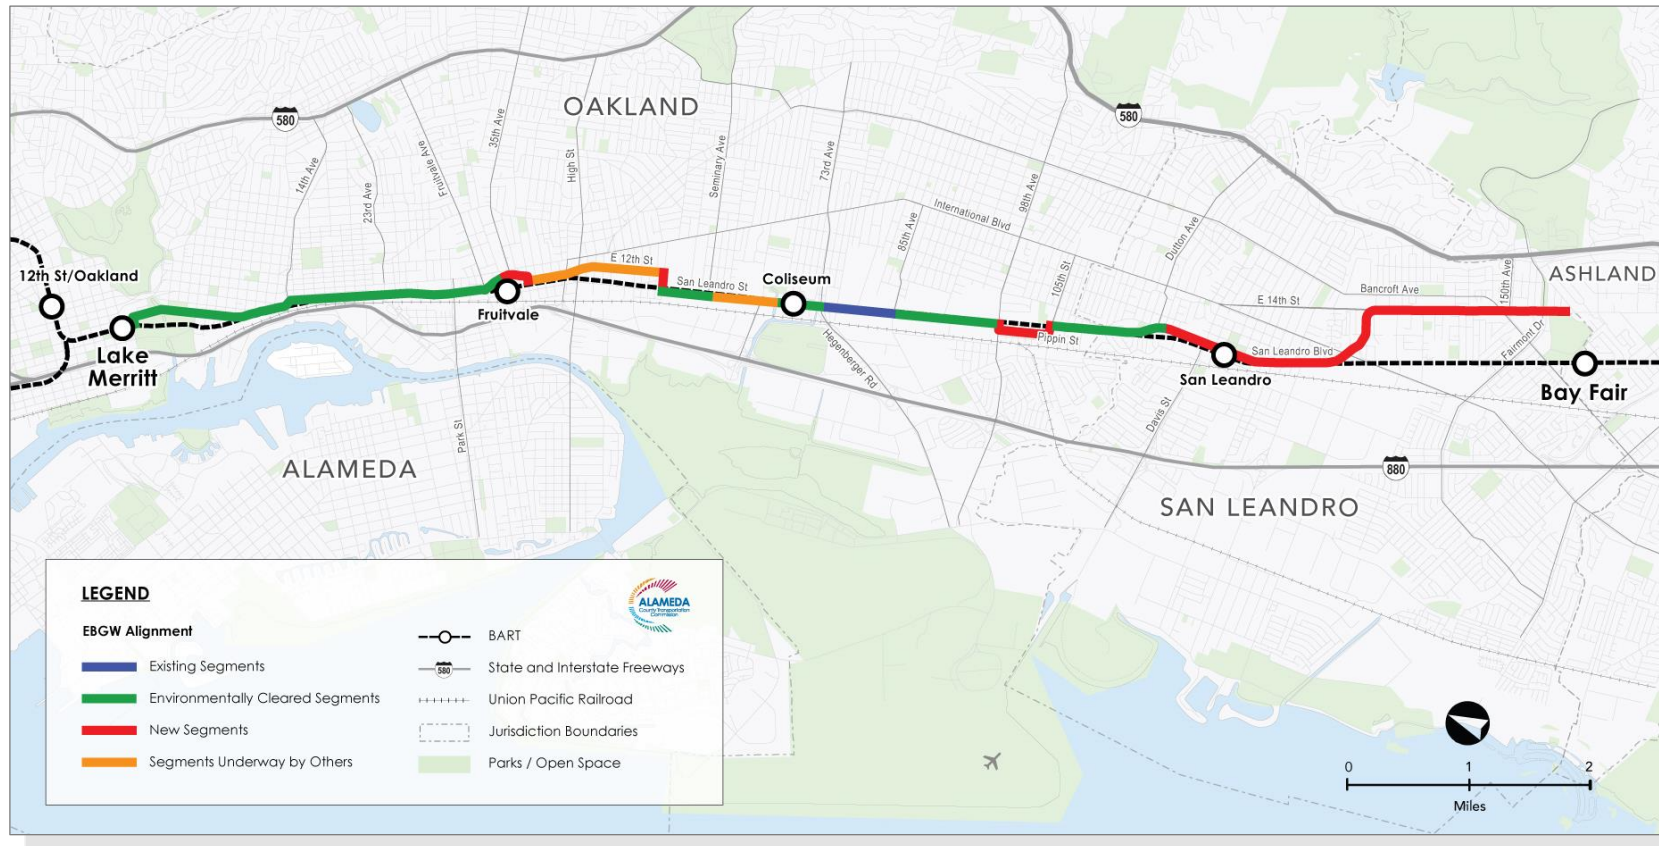 OAKLAND
580
580
35th Ave
14th Ave
23rd Ave
Fruitvale Ave
High St
Seminary Ave
73rd Ave
85th Ave
98th Ave
International Blvd
Dutton Ave
105th St
E 12th St
12th St/Oakland
San Leandro St
Coliseum
Fruitvale
Lake
Merritt
Hegenberger Rd
Pippin St
E 14th St
Bancroft Ave
150th Ave
ASHLAND
Fairmont Dr
San Leandro Blvd
San Leandro
Bay Fair
Davis St
Park St
ALAMEDA
880
SAN LEANDRO
LEGEND
EBGW Alignment
Existing Segments
Environmentally Cleared Segments
New Segments
Segments Underway by Others
ALAMEDA
County Transportation
Commission
BART
580
State and Interstate Freeways
Union Pacific Railroad
Jurisdiction Boundaries
Parks / Open Space
0 1 2
Miles